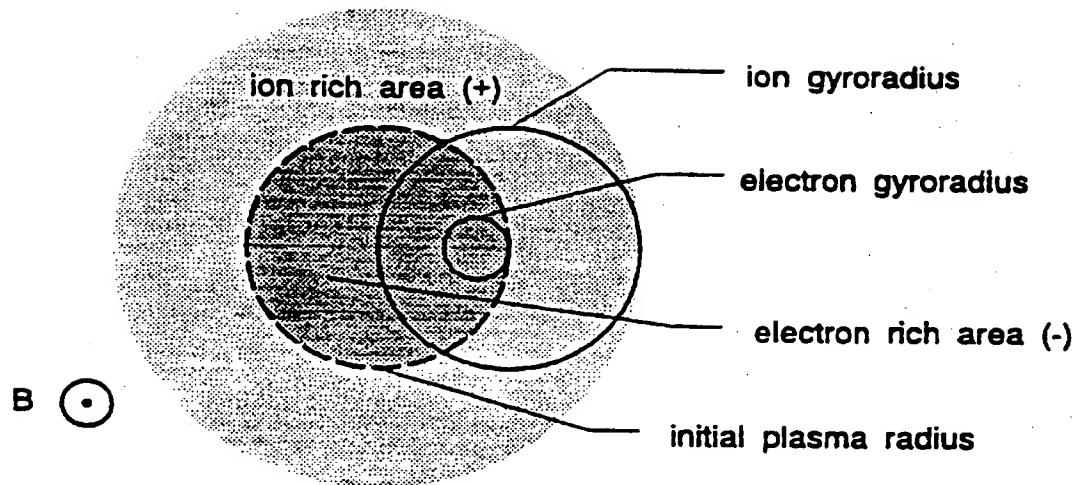 ion rich area (+)
ion gyroradius
electron gyroradius
electron rich area (-)
B
initial plasma radius